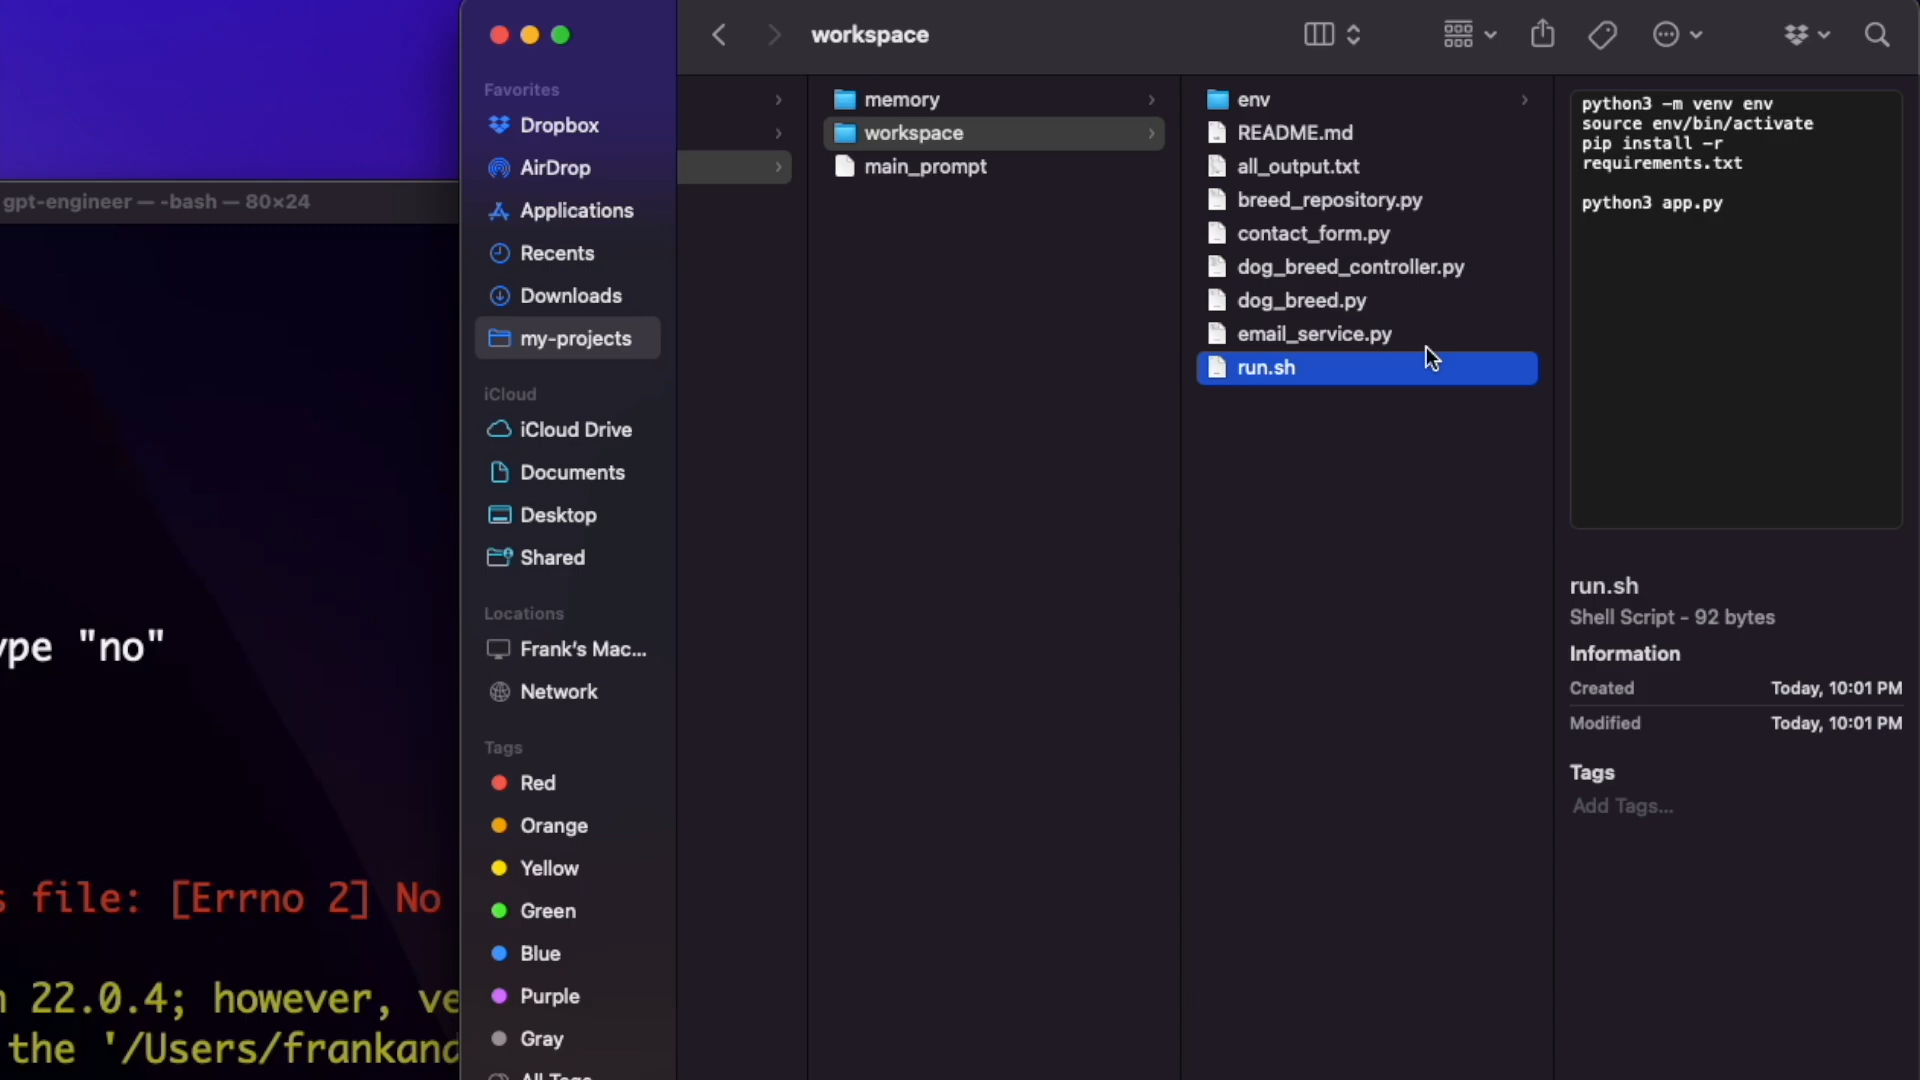 workspace
Favorites
Dropbox
AirDrop
Applications
Recents
Downloads
my-projects
iCloud
iCloud Drive
Documents
Desktop
Shared
Locations
Frank's Mac...
Network
Tags
Red
Orange
Yellow
Green
Blue
Purple
Gray
memory
workspace
main_prompt
env
README.md
all_output.txt
breed_repository.py
contact_form.py
dog_breed_controller.py
dog_breed.py
email_service.py
run.sh
python3 -m venv env
source env/bin/activate
pip install -r
requirements.txt
python3 app.py
run.sh
Shell Script - 92 bytes
Information
Created Today, 10:01 PM
Modified Today, 10:01 PM
Tags
Add Tags...
gpt-engineer — -bash — 80×24
"no"
file: [Errno 2] No
22.0.4; however,
the '/Users/frankand